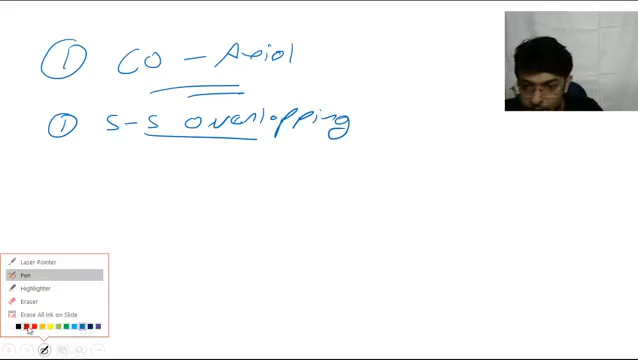 ① CO - Axial
① S-S overlapping
Laser Pointer
Pen
Highlighter
Eraser
Erase All Ink on Slide